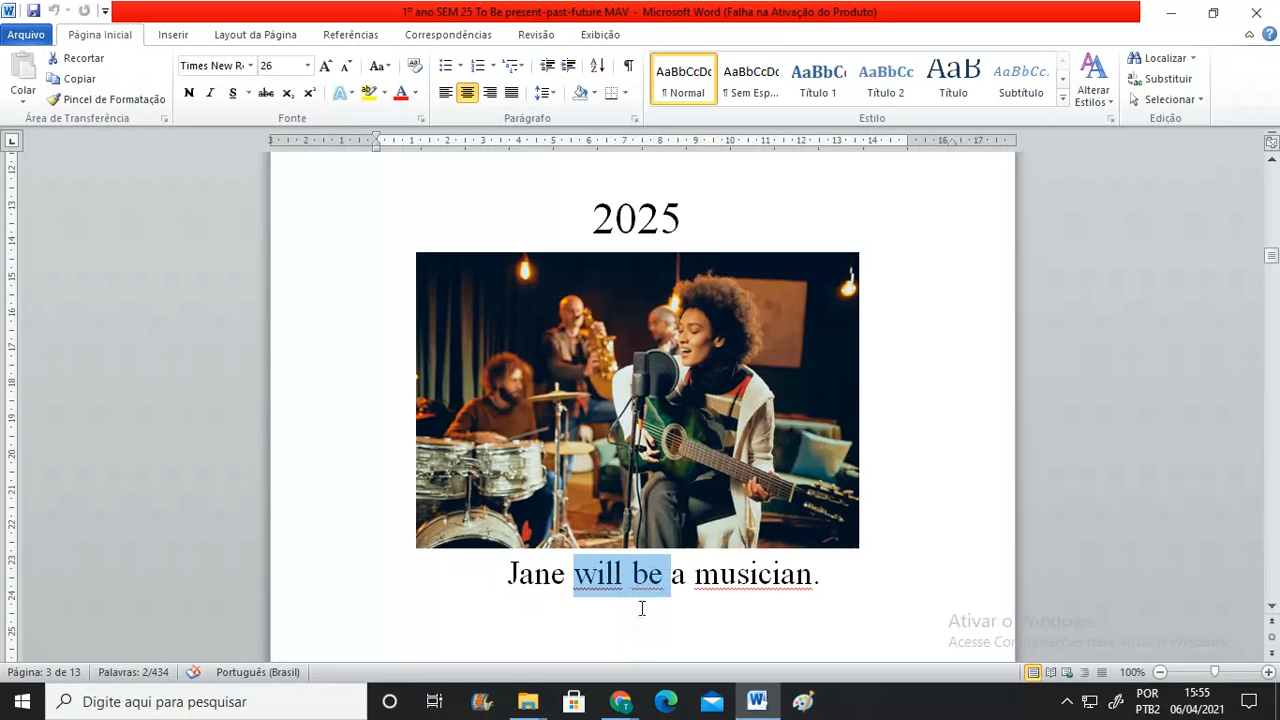 1º ano SEM 25 To Be present-past-future MAV - Microsoft Word (Falha na Ativação do Produto)
Arquivo Página Inicial Inserir Layout da Página Referências Correspondências Revisão Exibição
Colar
Recortar
Copiar
Pincel de Formatação
Área de Transferência
Times New R 26
Fonte
Parágrafo
AaBbCcDc AaBbCcDc AaBbC AaBbCc AaB AaBbCc.
¶ Normal ¶ Sem Esp... Título 1 Título 2 Título Subtítulo
Alterar
Estilos
Estilo
Localizar
Substituir
Selecionar
Edição
2025
Jane will be a musician.
Ativar o Windows
Página: 3 de 13 Palavras: 2/434 Português (Brasil) 100%
Digite aqui para pesquisar
POR
PTB2
15:55
06/04/2021